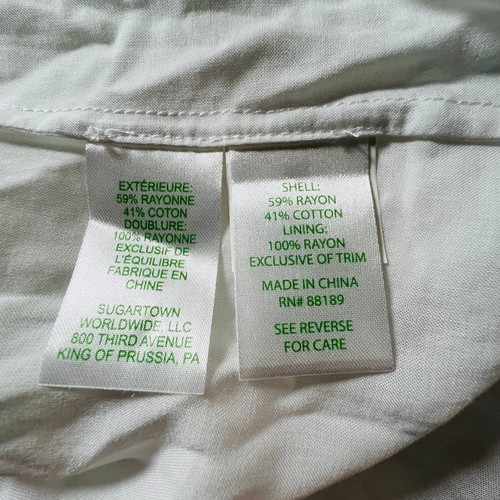 EXTÉRIEURE:
59% RAYONNE
41% COTON
DOUBLURE:
100% RAYONNE
EXCLUSIF DE
L'ÉQUILIBRE
FABRIQUE EN
CHINE
SUGARTOWN
WORLDWIDE, LLC
800 THIRD AVENUE
KING OF PRUSSIA, PA
SHELL:
59% RAYON
41% COTTON
LINING:
100% RAYON
EXCLUSIVE OF TRIM
MADE IN CHINA
RN# 88189
SEE REVERSE
FOR CARE